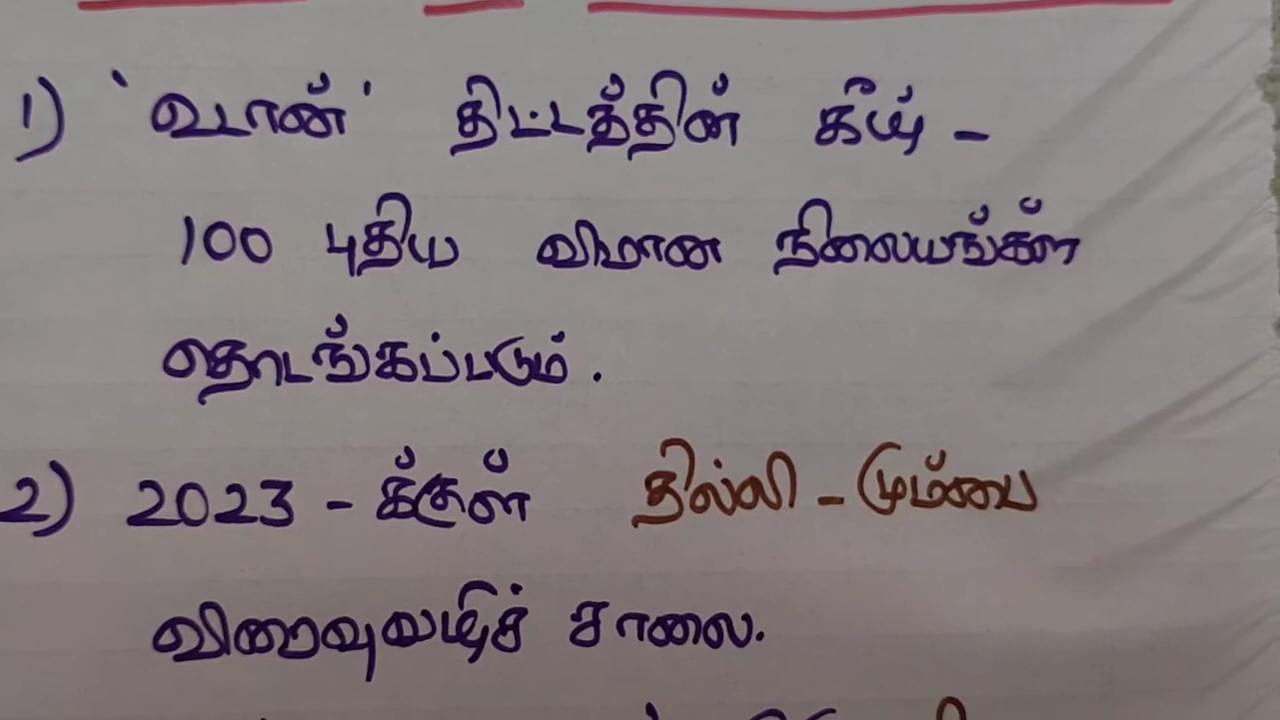 1) 'உடான்' திட்டத்தின் கீழ் -
100 புதிய விமான நிலையங்கள்
தொடங்கப்படும்.
2) 2023 - க்குள் தில்லி - மும்பை
விரைவுவழிச் சாலை.